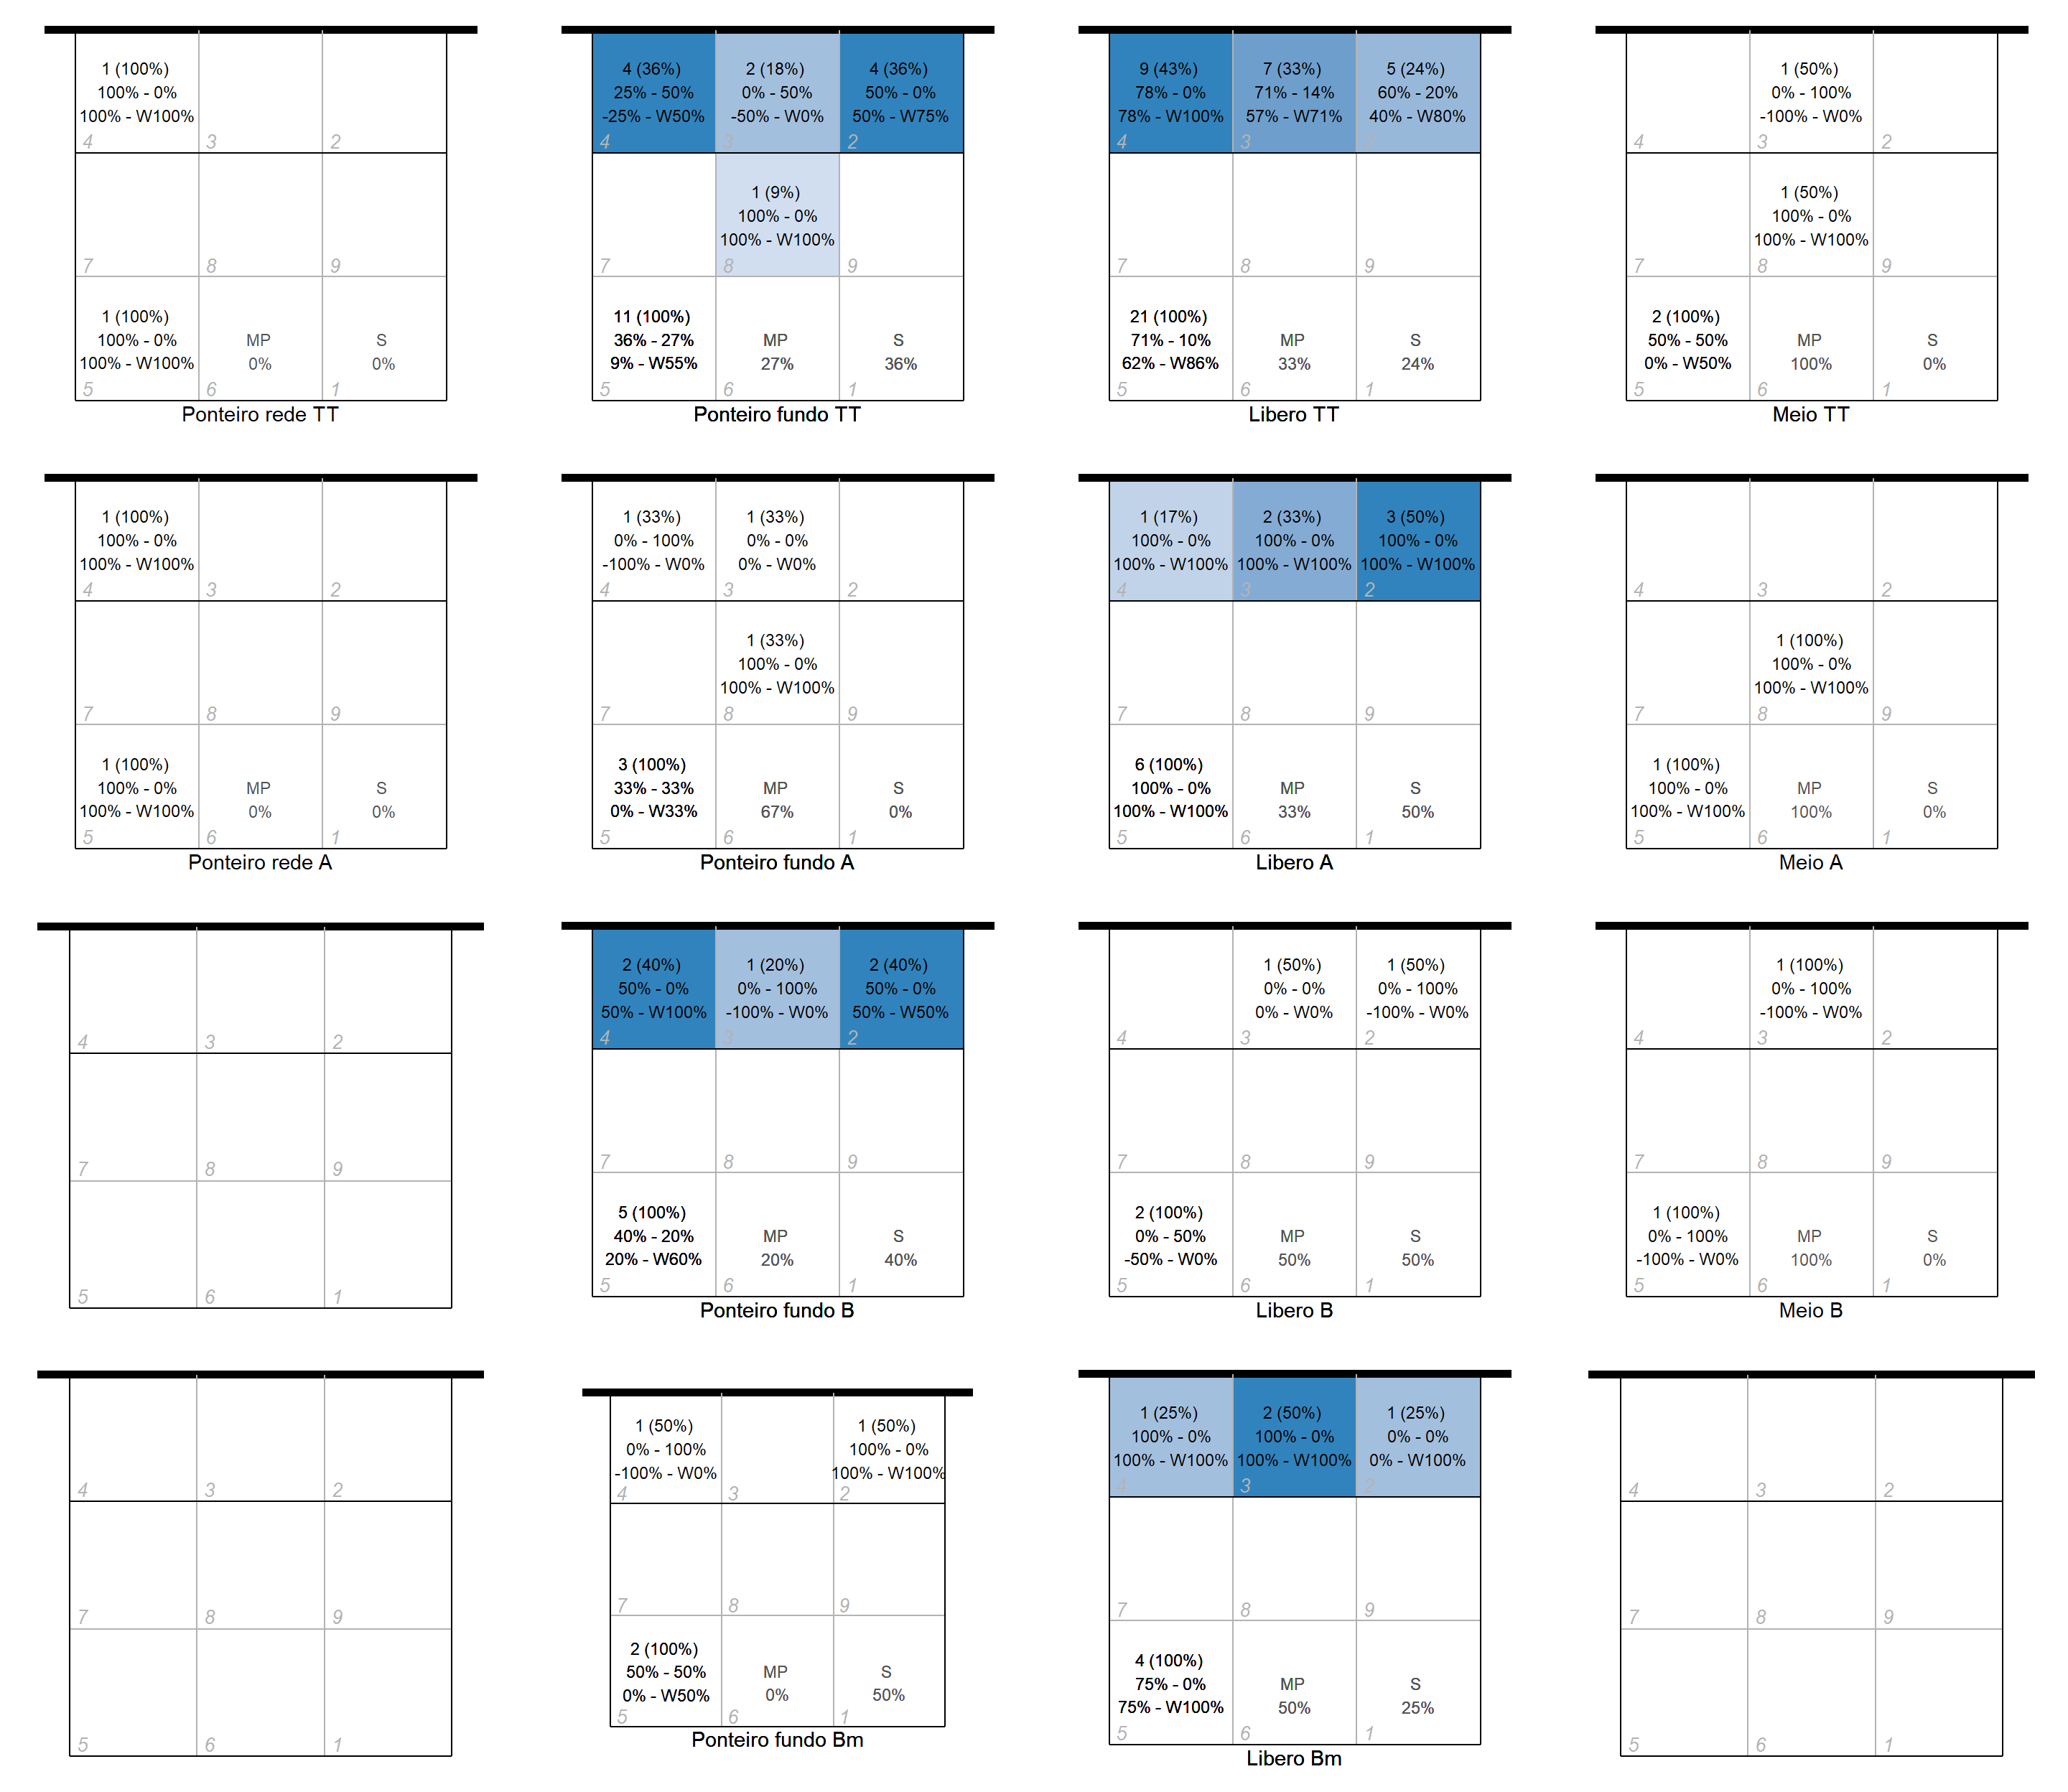 1 (100%)
100% - 0%
100% - W100%
4
3
2
7
8
9
1 (100%)
100% - 0%
100% - W100%
MP
0%
S
0%
5
6
1
Ponteiro rede TT
4 (36%)
25% - 50%
-25% - W50%
4
2 (18%)
0% - 50%
-50% - W0%
3
4 (36%)
50% - 0%
50% - W75%
2
7
1 (9%)
100% - 0%
100% - W100%
8
9
11 (100%)
36% - 27%
9% - W55%
MP
27%
S
36%
5
6
1
Ponteiro fundo TT
9 (43%)
78% - 0%
78% - W100%
4
7 (33%)
71% - 14%
57% - W71%
3
5 (24%)
60% - 20%
40% - W80%
2
7
8
9
21 (100%)
71% - 10%
62% - W86%
MP
33%
S
24%
5
6
1
Libero TT
4
1 (50%)
0% - 100%
-100% - W0%
3
2
7
1 (50%)
100% - 0%
100% - W100%
8
9
2 (100%)
50% - 50%
0% - W50%
MP
100%
S
0%
5
6
1
Meio TT
1 (100%)
100% - 0%
100% - W100%
4
3
2
7
8
9
1 (100%)
100% - 0%
100% - W100%
MP
0%
S
0%
5
6
1
Ponteiro rede A
1 (33%)
0% - 100%
-100% - W0%
4
1 (33%)
0% - 0%
0% - W0%
3
2
7
1 (33%)
100% - 0%
100% - W100%
8
9
3 (100%)
33% - 33%
0% - W33%
MP
67%
S
0%
5
6
1
Ponteiro fundo A
1 (17%)
100% - 0%
100% - W100%
4
2 (33%)
100% - 0%
100% - W100%
3
3 (50%)
100% - 0%
100% - W100%
2
7
8
9
6 (100%)
100% - 0%
100% - W100%
MP
33%
S
50%
5
6
1
Libero A
4
3
2
7
1 (100%)
100% - 0%
100% - W100%
8
9
1 (100%)
100% - 0%
100% - W100%
MP
100%
S
0%
5
6
1
Meio A
4
3
2
7
8
9
5
6
1
2 (40%)
50% - 0%
50% - W100%
4
1 (20%)
0% - 100%
-100% - W0%
3
2 (40%)
50% - 0%
50% - W50%
2
7
8
9
5 (100%)
40% - 20%
20% - W60%
MP
20%
S
40%
5
6
1
Ponteiro fundo B
4
1 (50%)
0% - 0%
0% - W0%
3
1 (50%)
0% - 100%
-100% - W0%
2
7
8
9
2 (100%)
0% - 50%
-50% - W0%
MP
50%
S
50%
5
6
1
Libero B
4
1 (100%)
0% - 100%
-100% - W0%
3
2
7
8
9
1 (100%)
0% - 100%
-100% - W0%
MP
100%
S
0%
5
6
1
Meio B
4
3
2
7
8
9
5
6
1
1 (50%)
0% - 100%
-100% - W0%
4
3
1 (50%)
100% - 0%
100% - W100%
2
7
8
9
2 (100%)
50% - 50%
0% - W50%
MP
0%
S
50%
5
6
1
Ponteiro fundo Bm
1 (25%)
100% - 0%
100% - W100%
4
2 (50%)
100% - 0%
100% - W100%
3
1 (25%)
0% - 0%
0% - W100%
2
7
8
9
4 (100%)
75% - 0%
75% - W100%
MP
50%
S
25%
5
6
1
Libero Bm
4
3
2
7
8
9
5
6
1